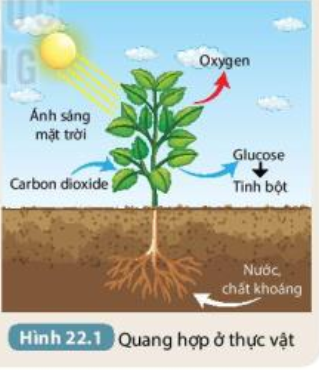 Oxygen
Ánh sáng
mặt trời
Glucose
Carbon dioxide
Tinh bột
Nước,
chất khoáng
Hình 22.1 Quang hợp ở thực vật